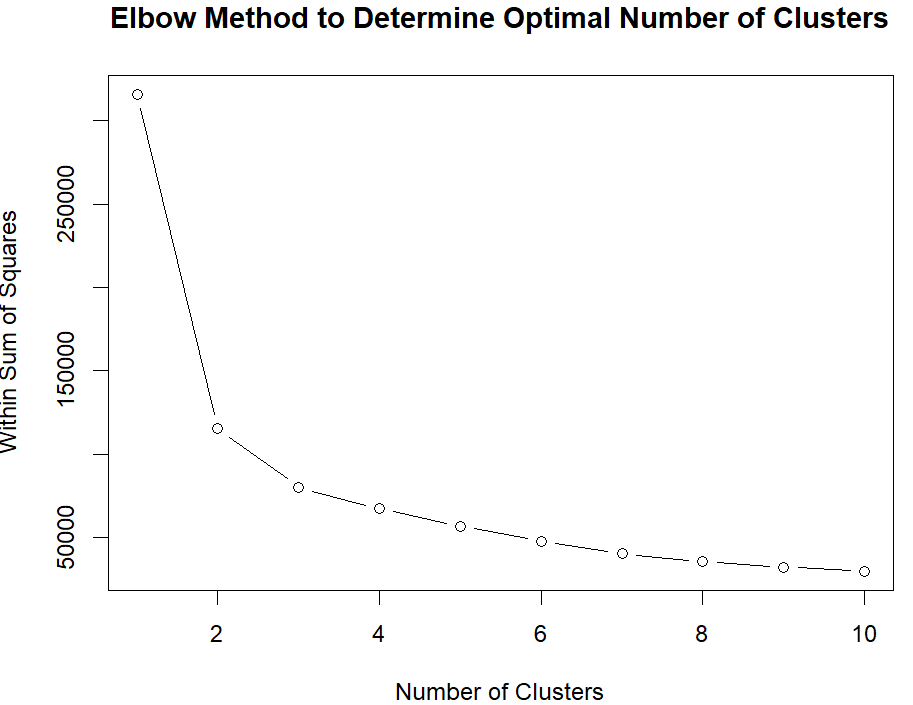 Elbow Method to Determine Optimal Number of Clusters
Within Sum of Squares
250000
150000
50000
2 4 6 8 10
Number of Clusters